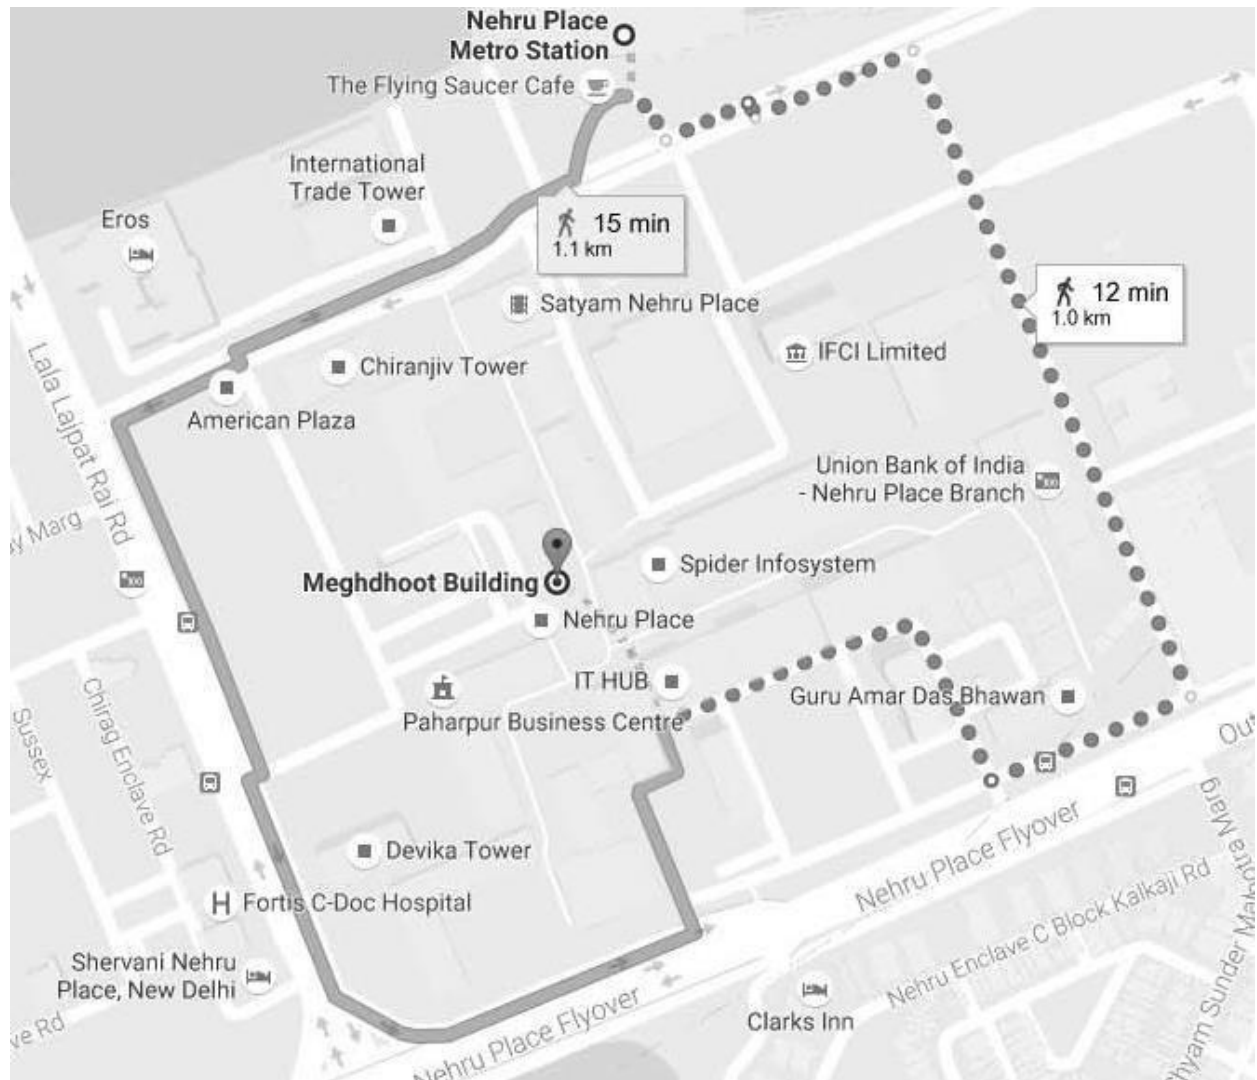 Nehru Place
Metro Station
The Flying Saucer Cafe
International
Trade Tower
Eros
15 min
1.1 km
Satyam Nehru Place
12 min
1.0 km
Chiranjiv Tower
IFCI Limited
American Plaza
Lala Lajpat Rai Rd
Union Bank of India
- Nehru Place Branch
Marg
Meghdhoot Building
Spider Infosystem
Nehru Place
IT HUB
Guru Amar Das Bhawan
Paharpur Business Centre
Sussex
Chirag Enclave Rd
Devika Tower
Nehru Place Flyover
Fortis C-Doc Hospital
Nehru Enclave C Block Kalkaji Rd
Shervani Nehru
Place, New Delhi
Clarks Inn
Nehru Place Flyover
Rd